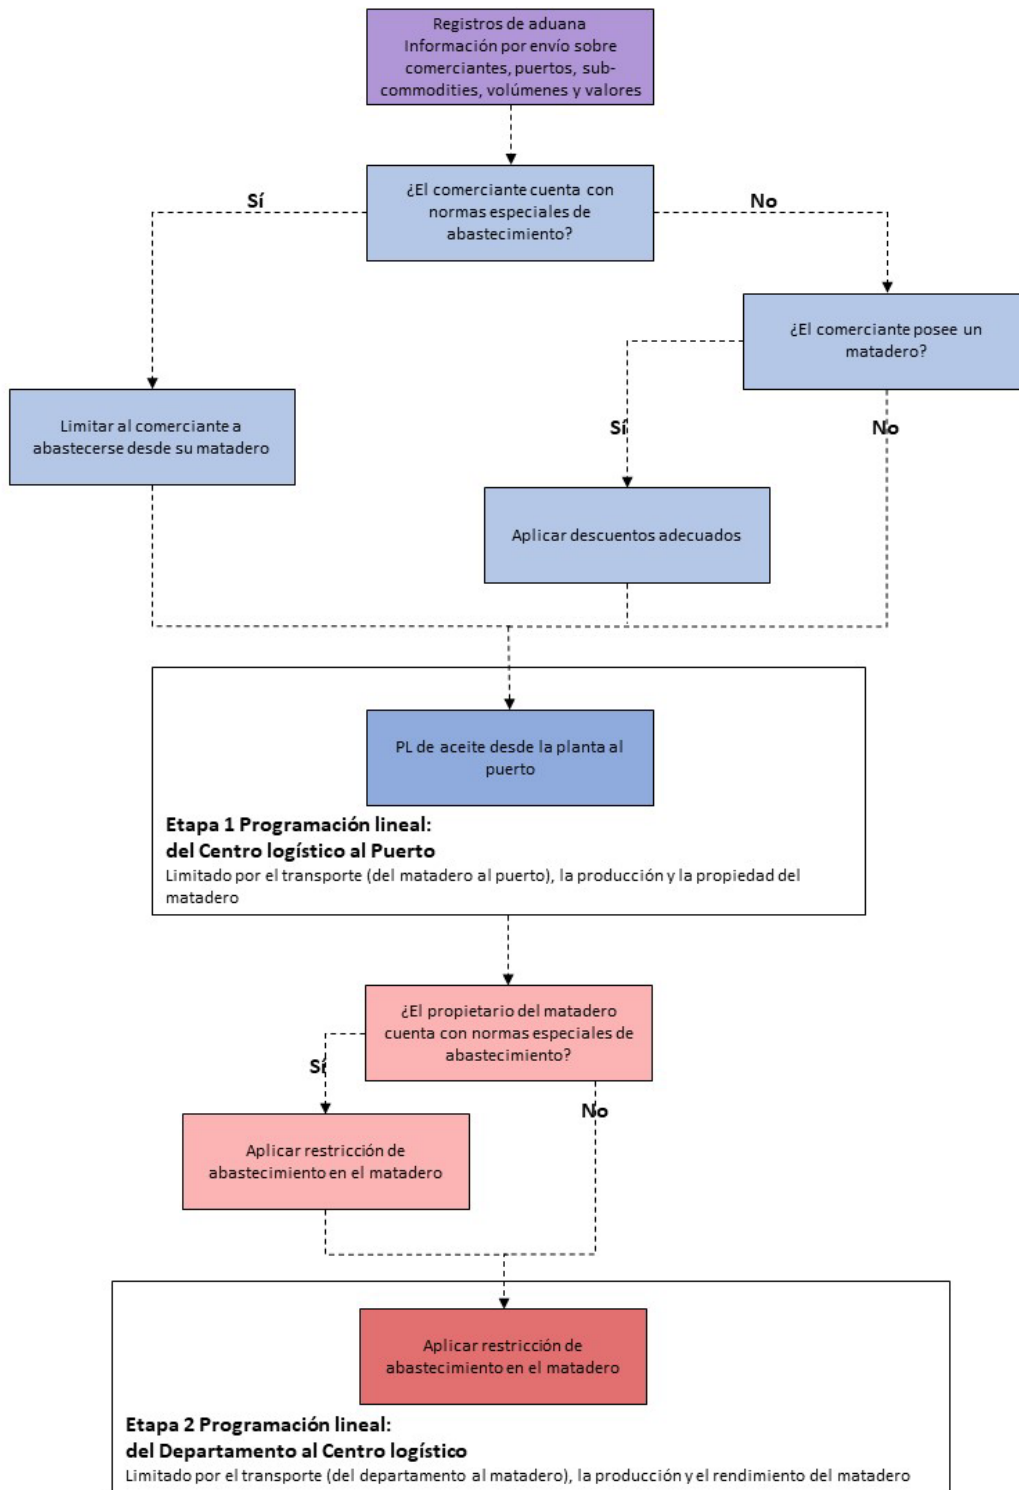 Registros de aduana
Información por envío sobre
comerciantes, puertos, sub-
commodities, volúmenes y valores
¿El comerciante cuenta con
normas especiales de
abastecimiento?
Sí
No
¿El comerciante posee un
matadero?
Limitar al comerciante a
abastecerse desde su matadero
Sí
No
Aplicar descuentos adecuados
PL de aceite desde la planta al
puerto
Etapa 1 Programación lineal:
del Centro logístico al Puerto
Limitado por el transporte (del matadero al puerto), la producción y la propiedad del
matadero
¿El propietario del matadero
cuenta con normas especiales de
abastecimiento?
Sí
No
Aplicar restricción de
abastecimiento en el matadero
Aplicar restricción de
abastecimiento en el matadero
Etapa 2 Programación lineal:
del Departamento al Centro logístico
Limitado por el transporte (del departamento al matadero), la producción y el rendimiento del matadero